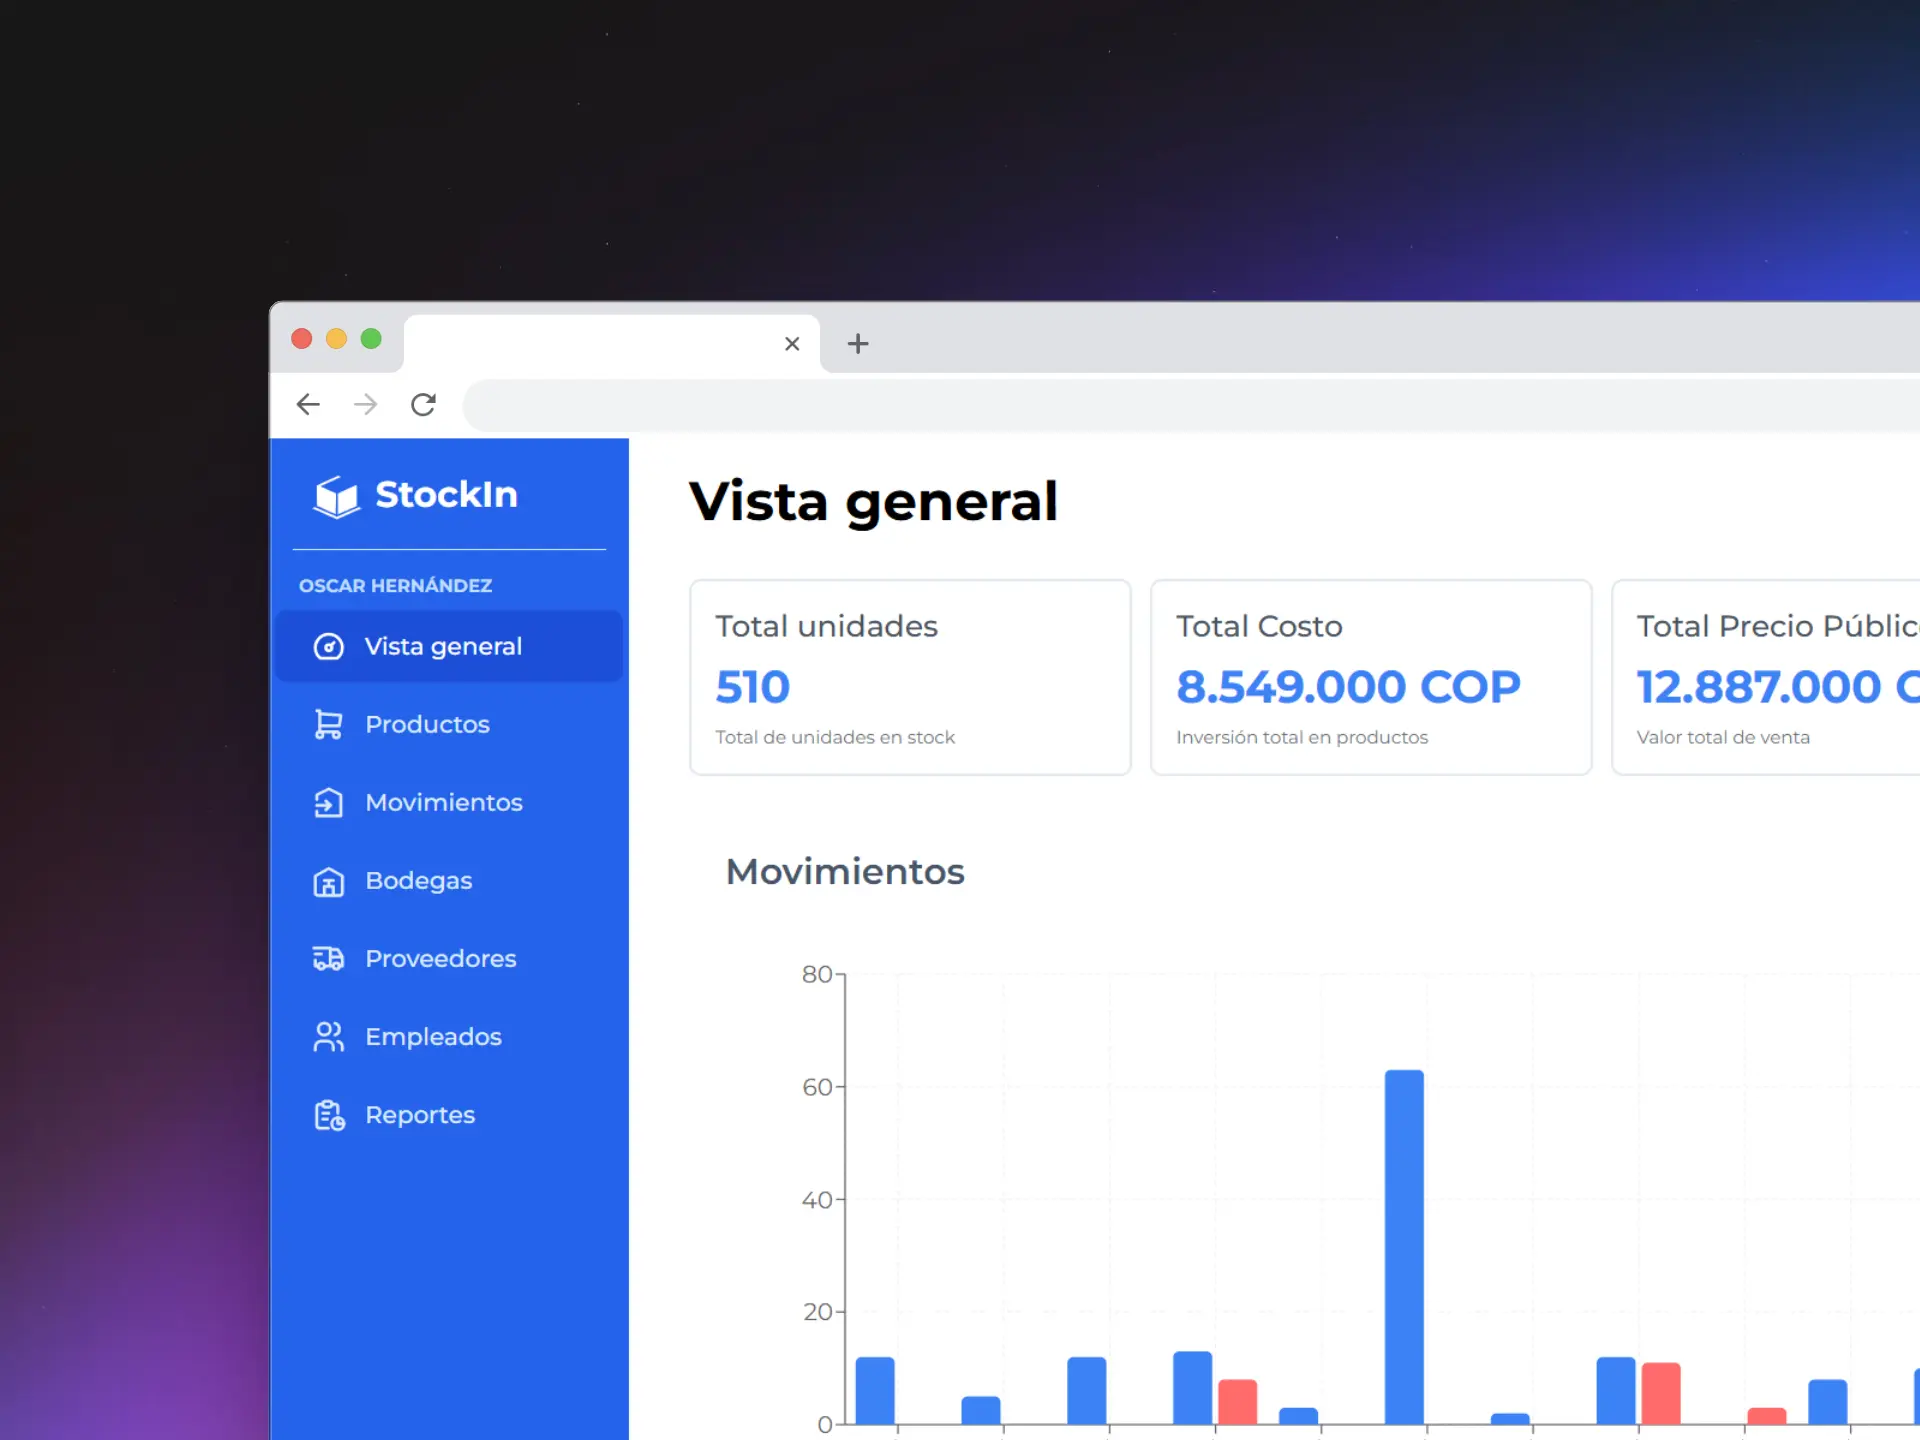 StockIn
OSCAR HERNÁNDEZ
Vista general
Productos
Movimientos
Bodegas
Proveedores
Empleados
Reportes
Vista general
Total unidades
510
Total de unidades en stock
Total Costo
8.549.000 COP
Inversión total en productos
Total Precio
12.887.000
Valor total de venta
Movimientos
80
60
40
20
0